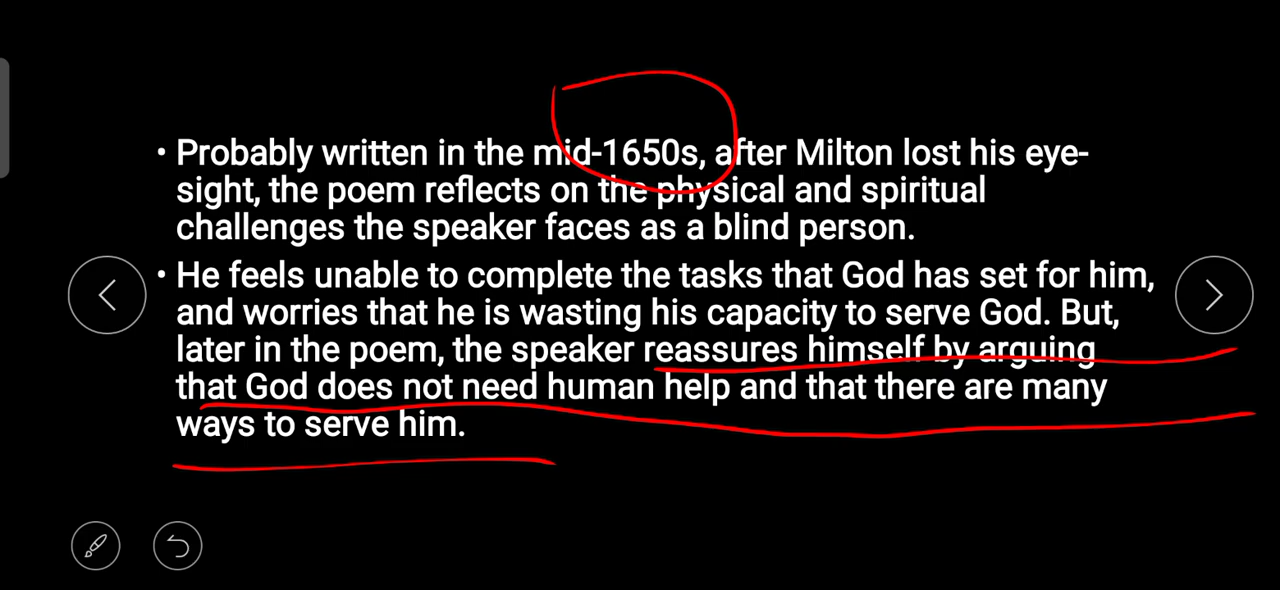 • Probably written in the mid-1650s, after Milton lost his eye-
sight, the poem reflects on the physical and spiritual
challenges the speaker faces as a blind person.
• He feels unable to complete the tasks that God has set for him,
and worries that he is wasting his capacity to serve God. But,
later in the poem, the speaker reassures himself by arguing
that God does not need human help and that there are many
ways to serve him.